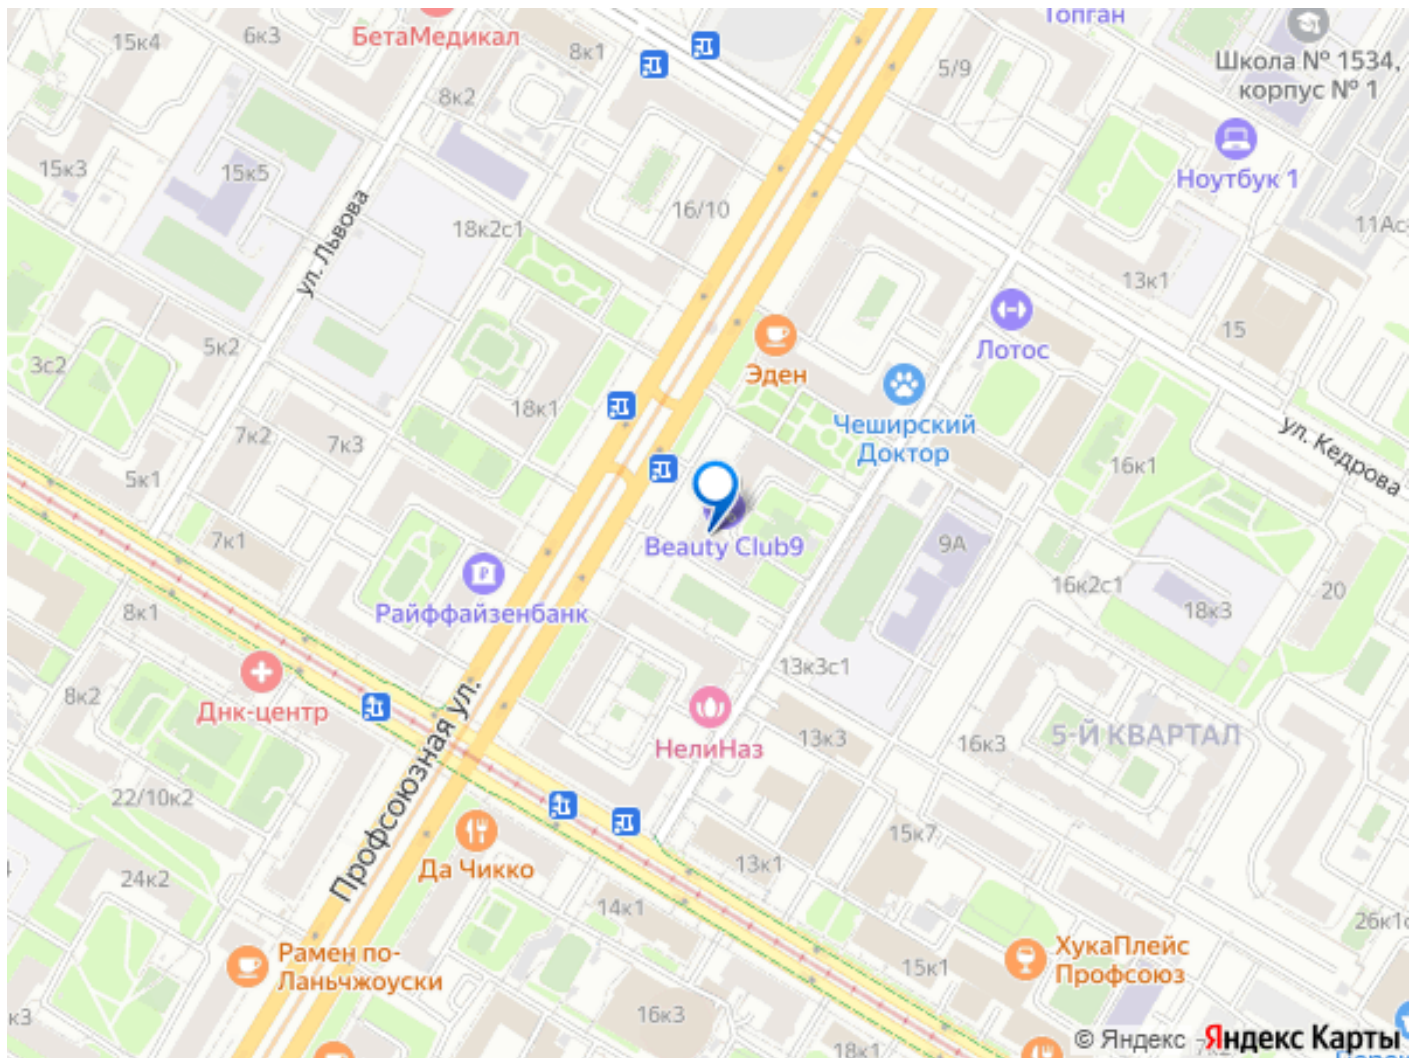 Топган
15к4
6к3
БетаМедикал
8к1
5/9
Школа № 1534,
корпус № 1
8к2
Ноутбук 1
15к3
15к5
16/10
18к2с1
11Ас
ул. Львова
13к1
15
Лотос
5к2
3с2
Эден
18к1
Чеширский
Доктор
7к2
7к3
ул. Кедрова
16к1
5к1
7к1
Beauty Club9
9А
16к2с1
20
18к3
Райффайзенбанк
8к1
13к3с1
8к2
Днк-центр
Профсоюзная ул.
НелиНаз
13к3
16к3
5-Й КВАРТАЛ
22/10к2
15к7
Да Чикко
13к1
24к2
14к1
26к1
Рамен по-
Ланьчжоуски
ХукаПлейс
Профсоюз
15к1
к3
16к3
18к1
© Яндекс
Яндекс Карты